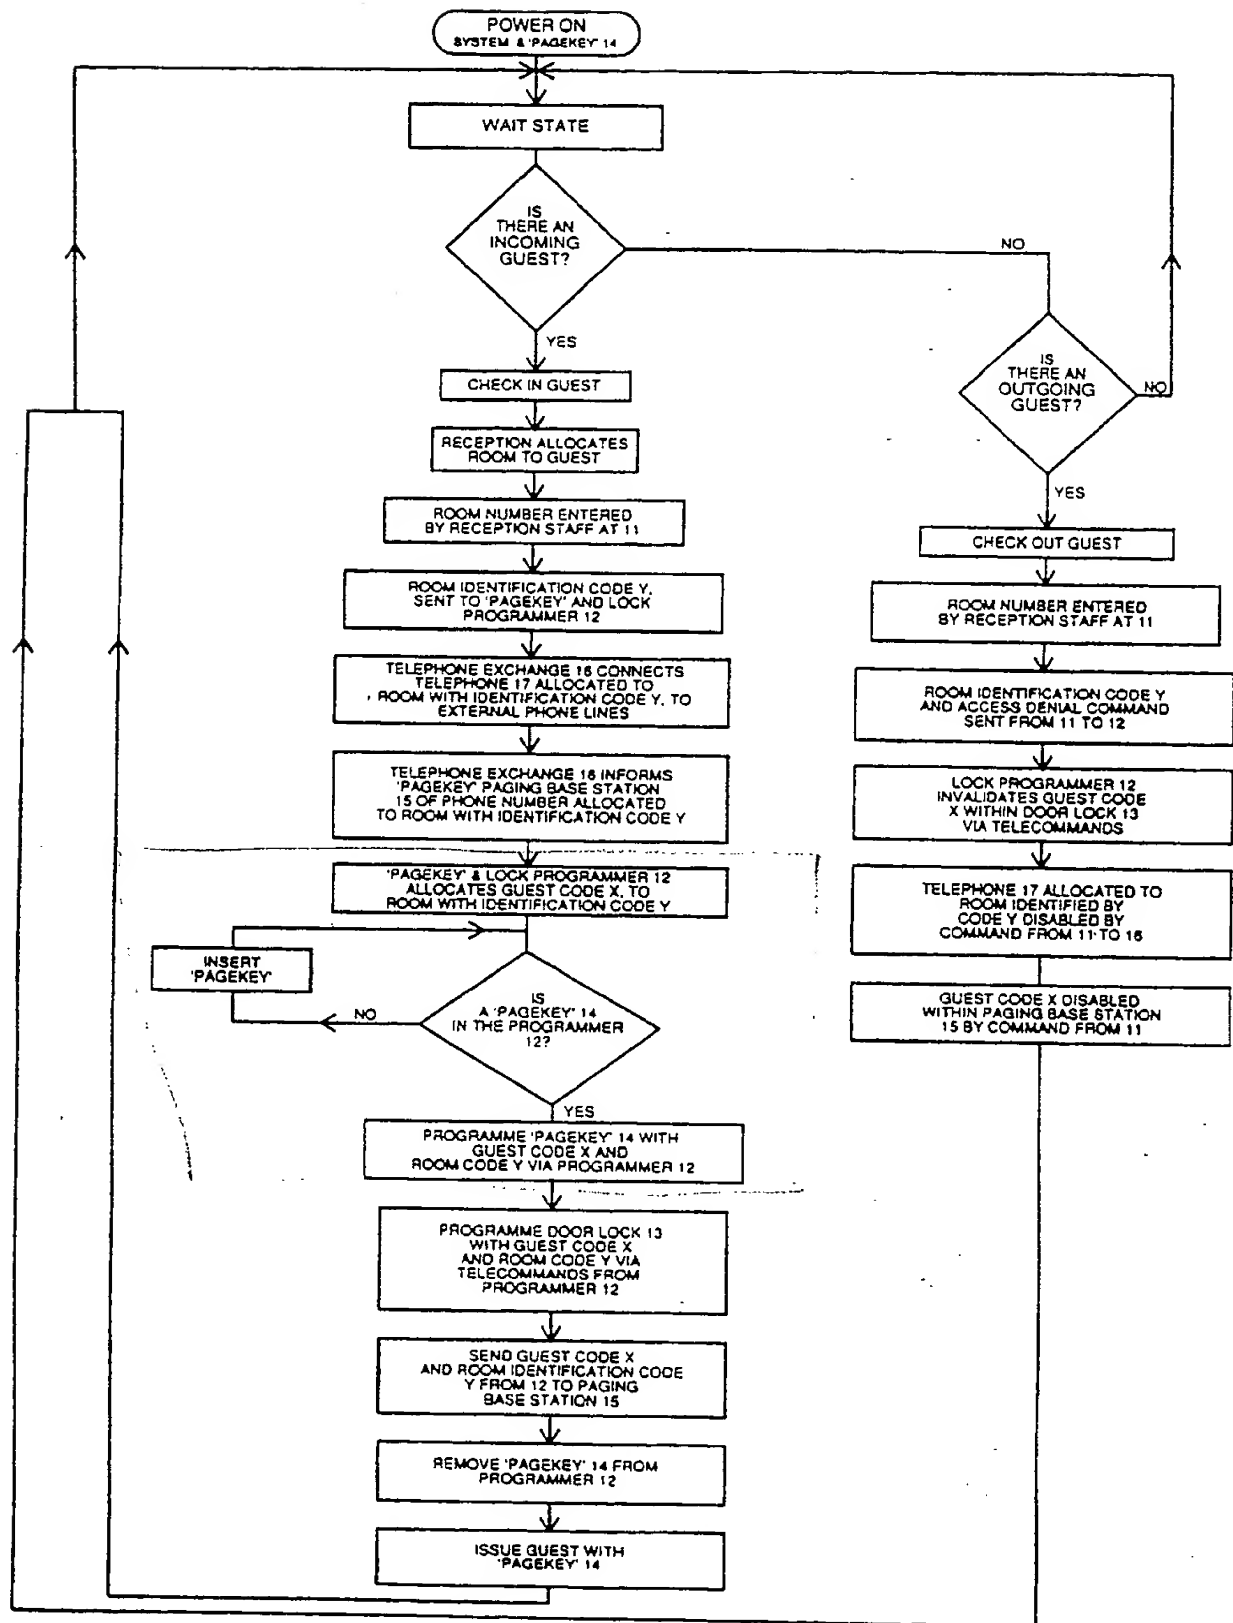 POWER ON
SYSTEM & 'PAGEKEY' 14
WAIT STATE
IS
THERE AN
INCOMING
GUEST?
NO
YES
CHECK IN GUEST
RECEPTION ALLOCATES
ROOM TO GUEST
ROOM NUMBER ENTERED
BY RECEPTION STAFF AT 11
ROOM IDENTIFICATION CODE Y,
SENT TO 'PAGEKEY' AND LOCK
PROGRAMMER 12
TELEPHONE EXCHANGE 16 CONNECTS
TELEPHONE 17 ALLOCATED TO
ROOM WITH IDENTIFICATION CODE Y, TO
EXTERNAL PHONE LINES
TELEPHONE EXCHANGE 16 INFORMS
'PAGEKEY' PAGING BASE STATION
15 OF PHONE NUMBER ALLOCATED
TO ROOM WITH IDENTIFICATION CODE Y
'PAGEKEY' & LOCK PROGRAMMER 12
ALLOCATES GUEST CODE X, TO
ROOM WITH IDENTIFICATION CODE Y
INSERT
'PAGEKEY'
NO
IS
A 'PAGEKEY' 14
IN THE PROGRAMMER
12?
YES
PROGRAMME 'PAGEKEY' 14 WITH
GUEST CODE X AND
ROOM CODE Y VIA PROGRAMMER 12
PROGRAMME DOOR LOCK 13
WITH GUEST CODE X
AND ROOM CODE Y VIA
TELECOMMANDS FROM
PROGRAMMER 12
SEND GUEST CODE X
AND ROOM IDENTIFICATION CODE
Y FROM 12 TO PAGING
BASE STATION 15
REMOVE 'PAGEKEY' 14 FROM
PROGRAMMER 12
ISSUE GUEST WITH
'PAGEKEY' 14
IS
THERE AN
OUTGOING
GUEST?
NO
YES
CHECK OUT GUEST
ROOM NUMBER ENTERED
BY RECEPTION STAFF AT 11
ROOM IDENTIFICATION CODE Y
AND ACCESS DENIAL COMMAND
SENT FROM 11 TO 12
LOCK PROGRAMMER 12
INVALIDATES GUEST CODE
X WITHIN DOOR LOCK 13
VIA TELECOMMANDS
TELEPHONE 17 ALLOCATED TO
ROOM IDENTIFIED BY
CODE Y DISABLED BY
COMMAND FROM 11 TO 16
GUEST CODE X DISABLED
WITHIN PAGING BASE STATION
15 BY COMMAND FROM 11